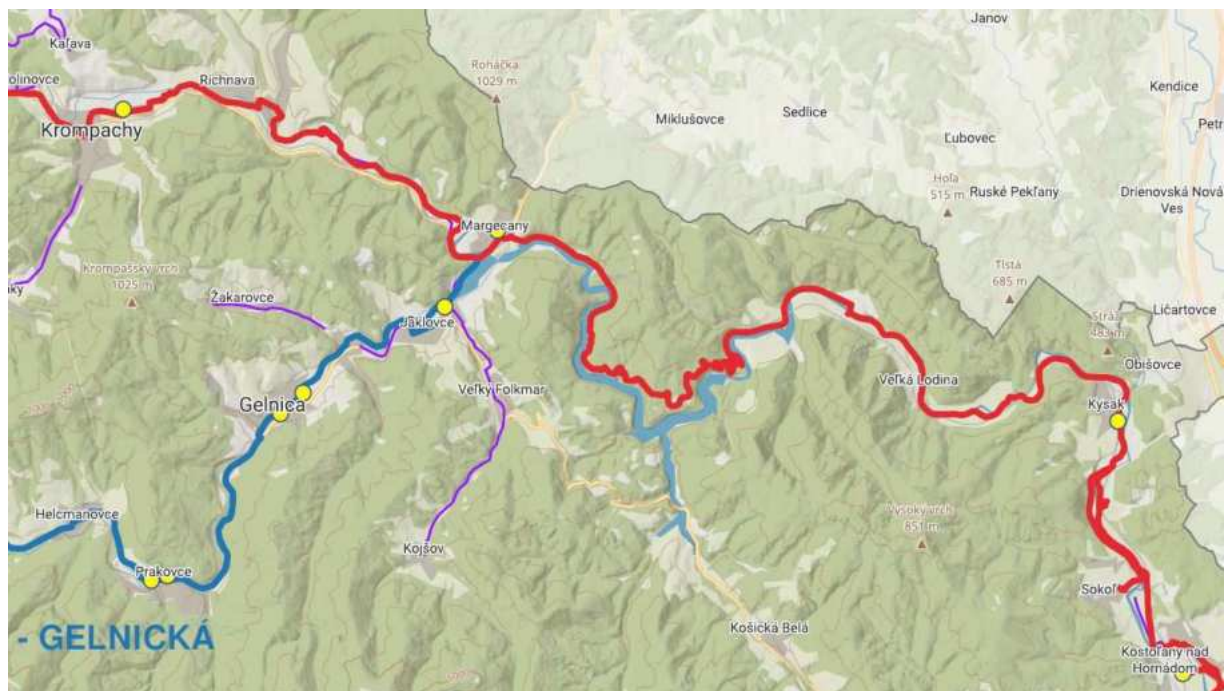 Kaľava
olinovce
Richnava
Krompachy
Roháčka
1029 m
Janov
Kendice
Miklušovce
Sedlice
Petr
Ľubovec
Hoľa
515 m
Ruské Pekľany
Drienovská Nová
Ves
Margecany
Krompašský vrch
1025 m
Žakarovce
Jaklovce
Tlstá
685 m
Ličartovce
Stráž
483 m
Obišovce
Veľký Folkmar
Veľká Lodina
Gelnica
Kysak
Helcmanovce
Vysoký vrch
851 m
Kojšov
Prakovce
Sokoľ
Košická Belá
- GELNICKÁ
Kostoľany nad
Hornádom